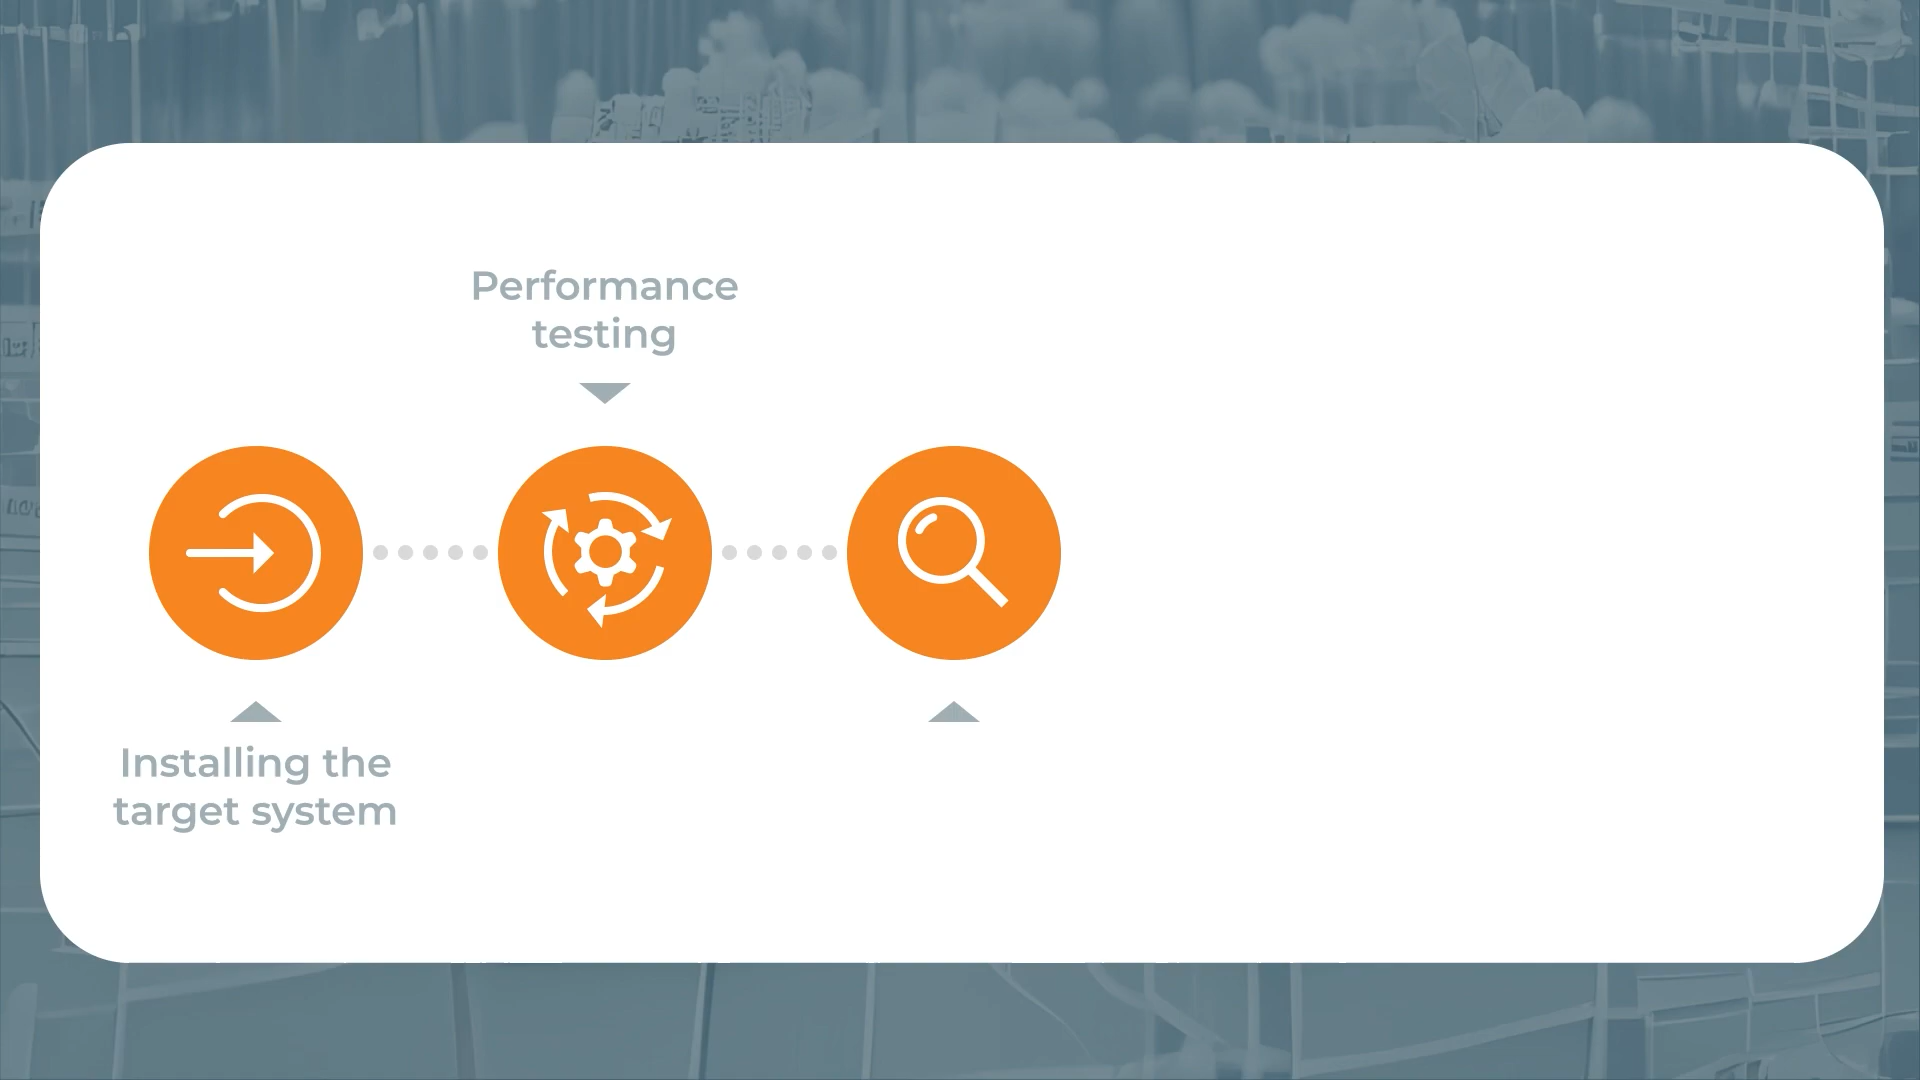 Performance
testing
Installing the
target system